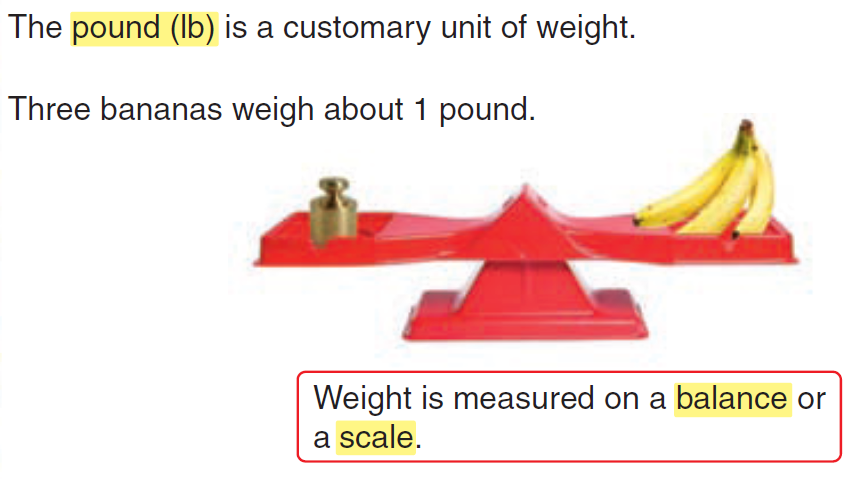 The pound (lb) is a customary unit of weight.
Three bananas weigh about 1 pound.
Weight is measured on a balance or
a scale.